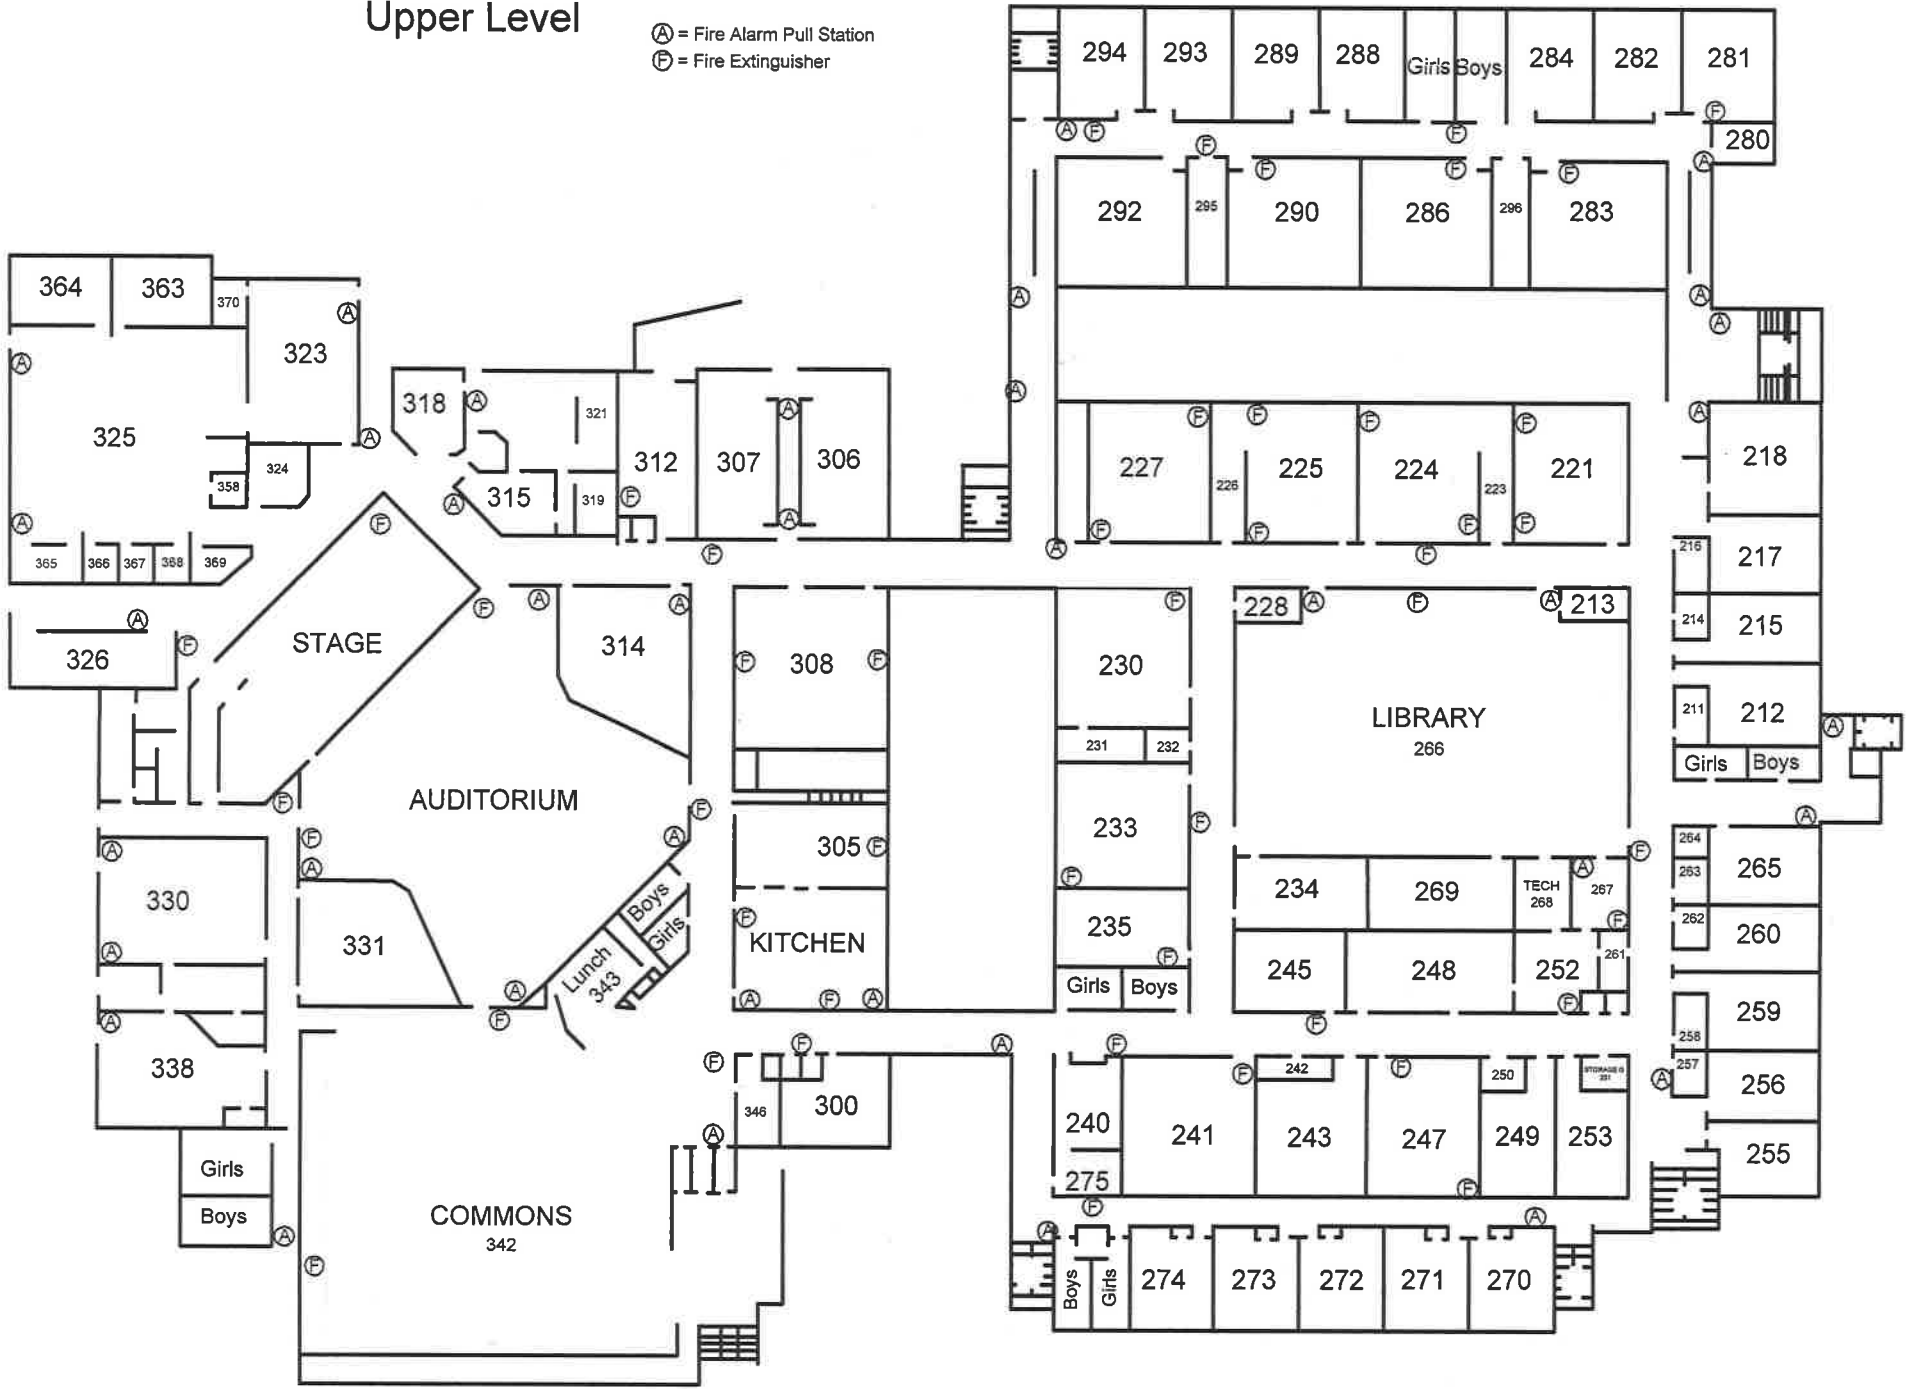 Upper Level
Ⓐ = Fire Alarm Pull Station
Ⓕ = Fire Extinguisher
294 293 289 288 Girls Boys 284 282 281
Ⓐ Ⓕ Ⓕ Ⓕ
280
Ⓕ Ⓐ
Ⓕ Ⓕ Ⓕ
292 295 290 286 296 283
364 363 370
Ⓐ Ⓐ Ⓐ
Ⓐ
323
Ⓐ Ⓐ
318 Ⓐ 321
Ⓐ Ⓐ
Ⓕ Ⓕ Ⓕ Ⓕ
325 Ⓐ
312 307 306
227 226 225 224 223 221 218
324
358
315 319 Ⓕ
Ⓐ
Ⓐ Ⓕ Ⓐ
Ⓕ Ⓕ Ⓕ Ⓕ
365 366 367 368 369
Ⓕ Ⓐ Ⓕ
216 217
Ⓕ Ⓐ Ⓐ
Ⓕ 228 Ⓐ Ⓕ Ⓐ 213
Ⓐ
214 215
326 Ⓕ
STAGE
314
Ⓕ 308 Ⓕ
230
LIBRARY
266
211 212 Ⓐ
231 232
Girls Boys
AUDITORIUM
Ⓕ Ⓕ
Ⓕ Ⓐ
Ⓐ
233 Ⓕ
Ⓕ
305 Ⓕ
Ⓐ Ⓐ
264
263 265
Ⓕ
330
234 269 TECH
268
Ⓐ 267 Ⓕ
Boys
Girls
Ⓕ
KITCHEN
235 Ⓕ
262 260
331
Ⓐ
Lunch
343
245 248 252 261
Girls Boys
Ⓐ Ⓕ Ⓐ Ⓕ Ⓐ
Ⓕ
259
Ⓐ
Ⓕ
258
338
Ⓕ Ⓕ Ⓐ Ⓕ
Ⓕ 242 Ⓕ 250
257 Ⓐ 256
346 300
240 241 243 247 249 253
Ⓐ
255
Girls
275
Ⓕ
Boys
COMMONS
342
Ⓐ
Ⓕ
Ⓐ Ⓕ Ⓐ
Boys Girls 274 273 272 271 270